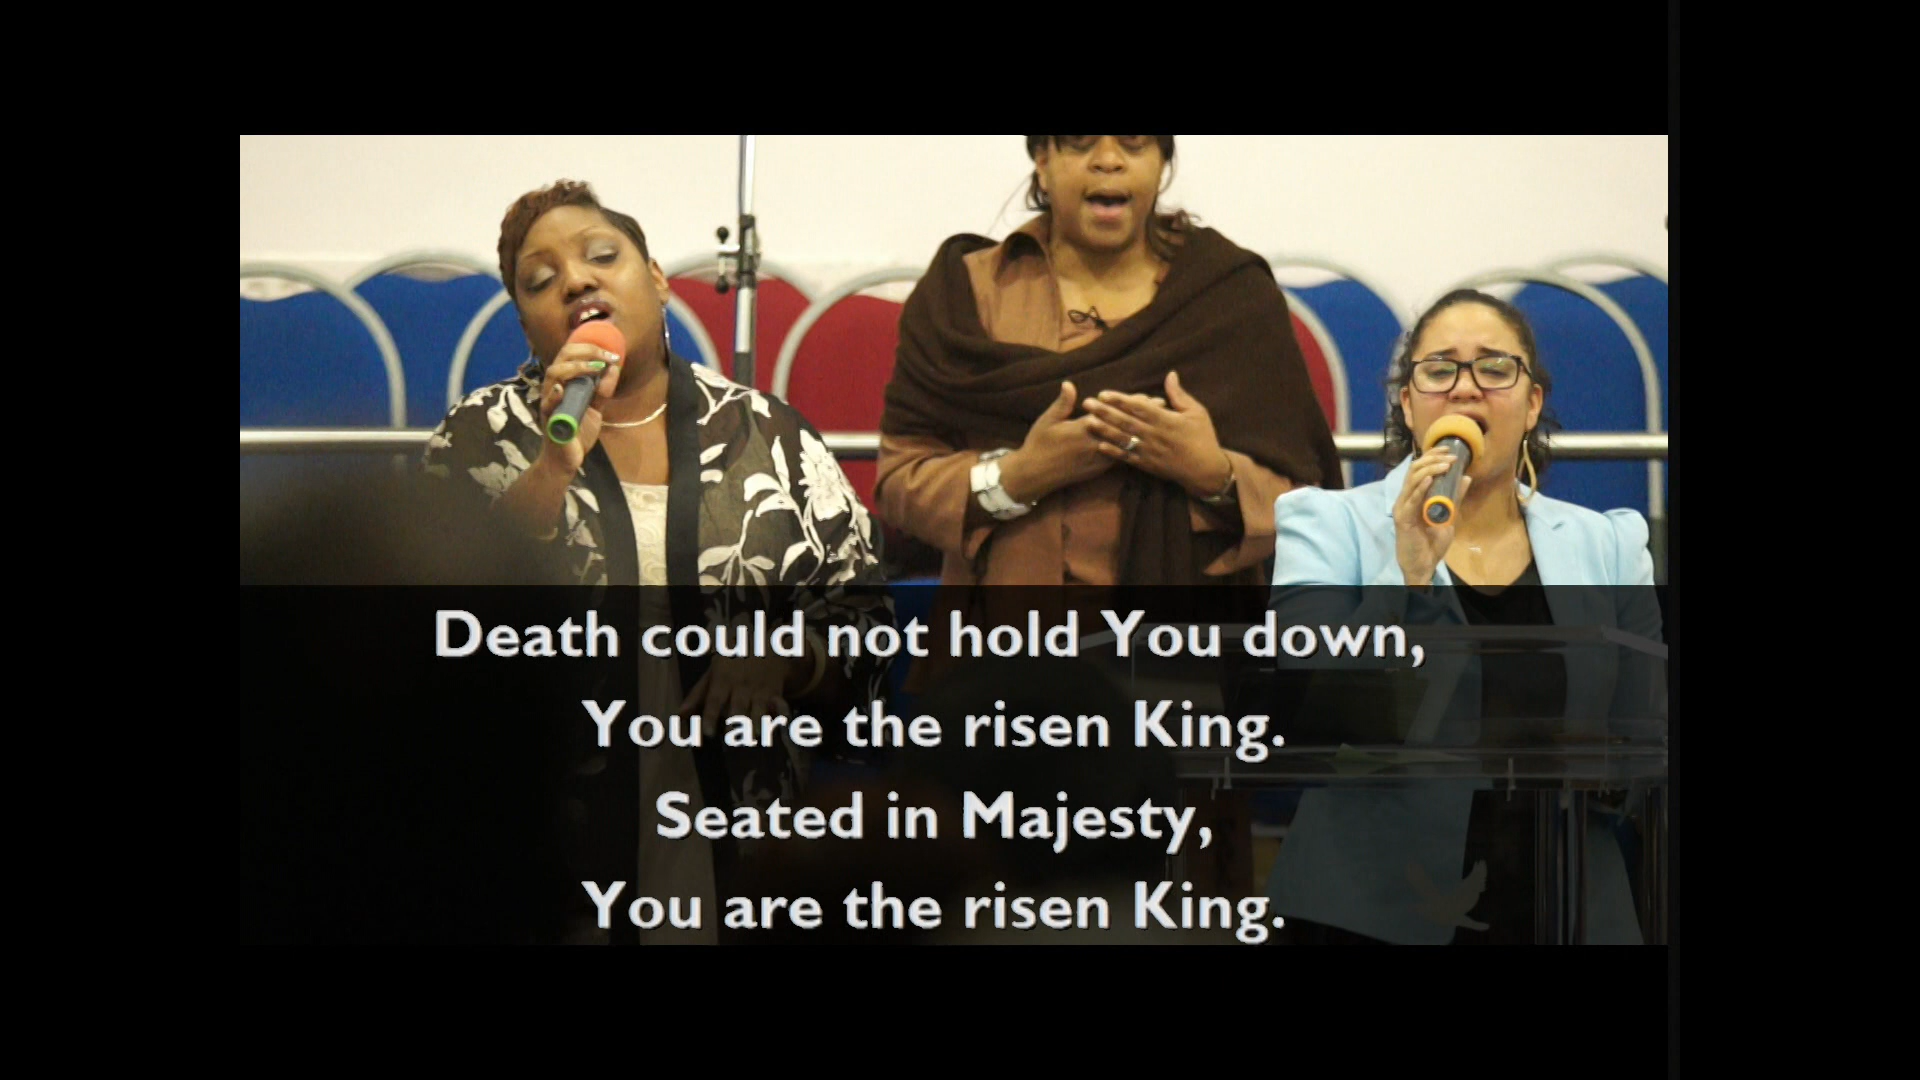 Death could not hold You down,
You are the risen King.
Seated in Majesty,
You are the risen King.